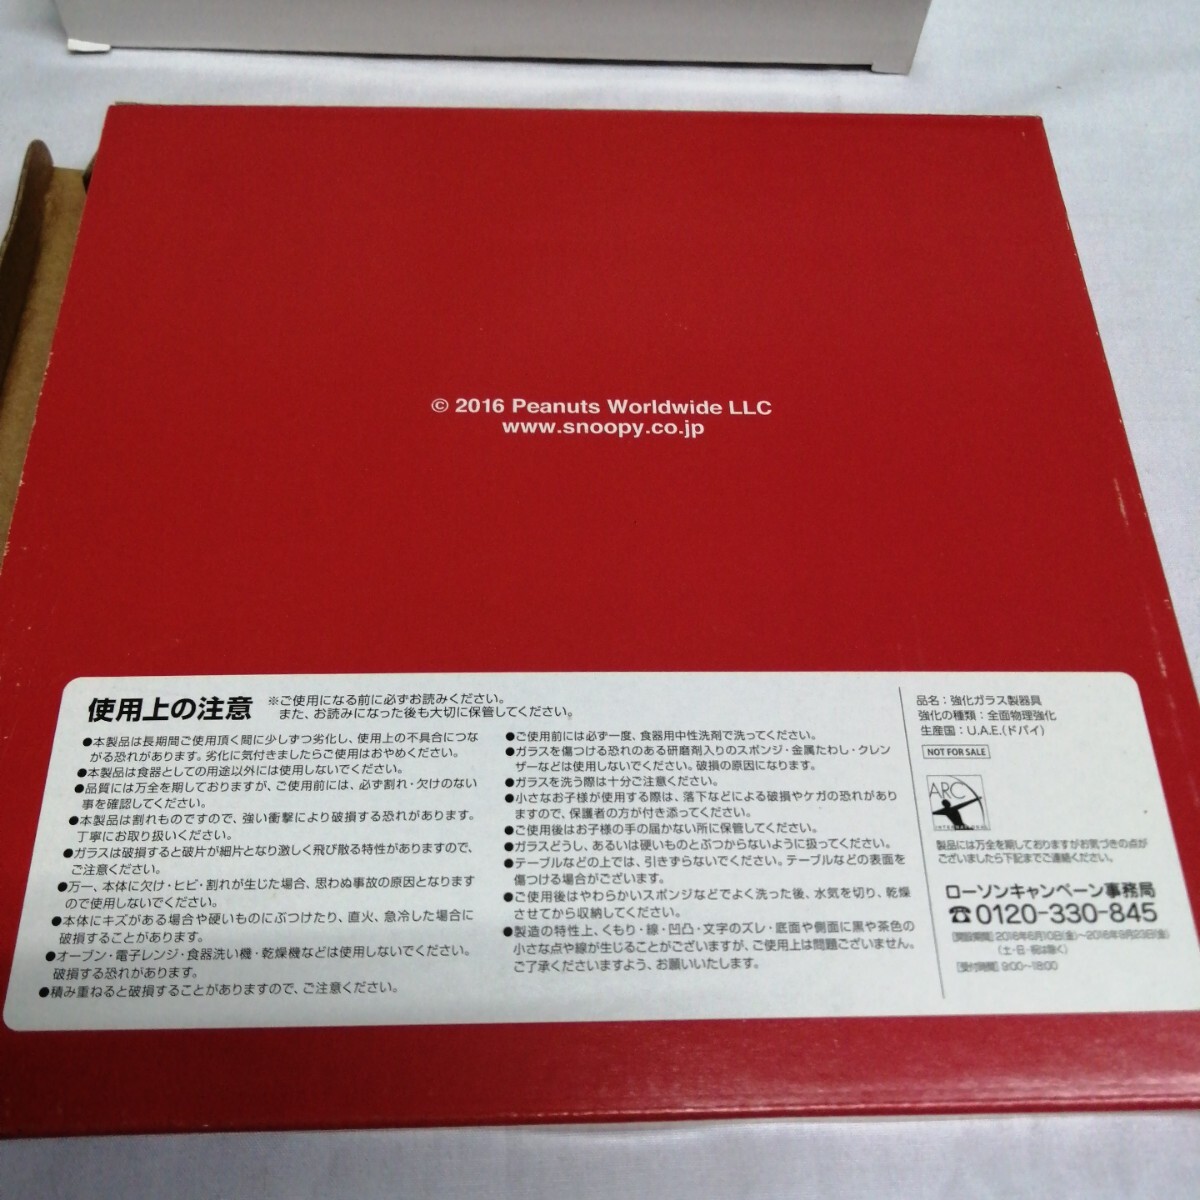 © 2016 Peanuts Worldwide LLC
www.snoopy.co.jp
使用上の注意
※ご使用になる前に必ずお読みください。
また、お読みになった後も大切に保管してください。
●本製品は長期間ご使用頂く間に少しずつ劣化し、使用上の不具合につな
がる恐れがあります。劣化に気付きましたらご使用はおやめください。
●本製品は食器としての用途以外には使用しないでください。
●品質には万全を期しておりますが、ご使用前には、必ず割れ・欠けのない
事を確認してください。
●本製品は割れものですので、強い衝撃により破損する恐れがあります。
丁寧にお取り扱いください。
●ガラスは破損すると破片が細片となり激しく飛び散る特性がありますので、
ご注意ください。
●万一、本体に欠け・ヒビ・割れが生じた場合、思わぬ事故の原因となります
ので使用しないでください。
●本体にキズがある場合や硬いものにぶつけたり、直火、急冷した場合に
破損することがあります。
●オーブン・電子レンジ・食器洗い機・乾燥機などは使用しないでください。
破損する恐れがあります。
●積み重ねると破損することがありますので、ご注意ください。
●ご使用前には必ず一度、食器用中性洗剤で洗ってください。
●ガラスを傷つける恐れのある研磨剤入りのスポンジ・金属たわし・クレン
ザーなどは使用しないでください。破損の原因になります。
●ガラスを洗う際は十分ご注意ください。
●小さなお子様が使用する際は、落下などによる破損やケガの恐れがあり
ますので、保護者の方が付き添ってください。
●ご使用後はお子様の手の届かない所に保管してください。
●ガラスどうし、あるいは硬いものとぶつからないように扱ってください。
●テーブルなどの上では、引きずらないでください。テーブルなどの表面を
傷つける場合がございます。
●ご使用後はやわらかいスポンジなどでよく洗った後、水気を切り、乾燥
させてから収納してください。
●製造の特性上、くもり・線・凹凸・文字のズレ・底面や側面に黒や茶色の
小さな点や線が生じることがございますが、ご使用上は問題ございません。
ご了承くださいますよう、お願いいたします。
品名：強化ガラス製器具
強化の種類：全面物理強化
生産国：U.A.E.(ドバイ)
NOT FOR SALE
ARC
INTERNATIONAL
製品には万全を期しておりますがお気づきの点が
ございましたら下記までご連絡ください。
ローソンキャンペーン事務局
☎0120-330-845
[開設期間] 2016年6月10日(金)～2016年9月23日(金)
(土・日・祝は除く)
[受付時間] 9:00～18:00